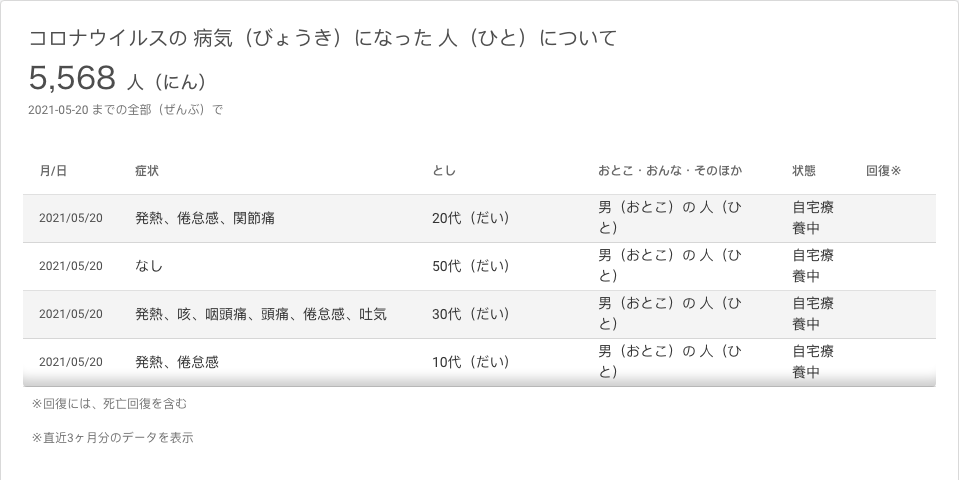 コロナウイルスの 病気（びょうき）になった 人（ひと）について
5,568 人（にん）
2021-05-20 までの全部（ぜんぶ）で
月/日 症状 とし おとこ・おんな・そのほか 状態 回復※
2021/05/20 発熱、倦怠感、関節痛 20代（だい） 男（おとこ）の 人（ひ 自宅療
と） 養中
2021/05/20 なし 50代（だい） 男（おとこ）の 人（ひ 自宅療
と） 養中
2021/05/20 発熱、咳、咽頭痛、頭痛、倦怠感、吐気 30代（だい） 男（おとこ）の 人（ひ 自宅療
と） 養中
2021/05/20 発熱、倦怠感 10代（だい） 男（おとこ）の 人（ひ 自宅療
と） 養中
※回復には、死亡回復を含む
※直近3ヶ月分のデータを表示